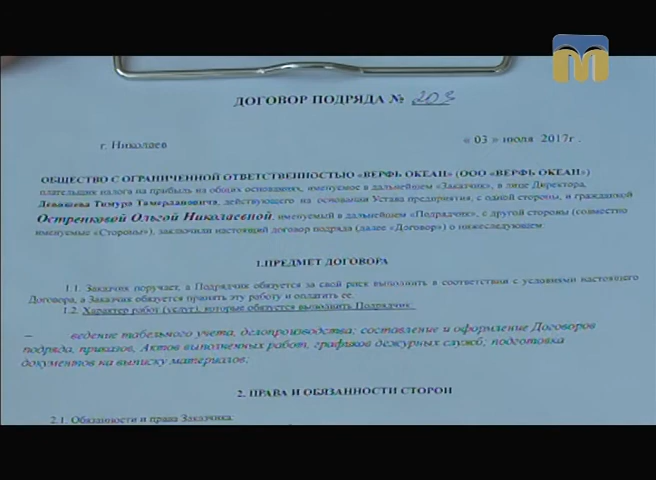 ДОГОВОР ПОДРЯДА № 203
г. Николаев « 03 » июля 2017г.
ОБЩЕСТВО С ОГРАНИЧЕННОЙ ОТВЕТСТВЕННОСТЬЮ «ВЕРФЬ ОКЕАН» (ООО «ВЕРФЬ ОКЕАН»)
плательщик налога на прибыль на общих основаниях, именуемое в дальнейшем «Заказчик», в лице Директора,
Тимура Тамерлановича, действующего на основании Устава предприятия, с одной стороны, и гражданкой
Остренковой Ольгой Николаевной, именуемый в дальнейшем «Подрядчик», с другой стороны (совместно
именуемые «Стороны»), заключили настоящий договор подряда (далее «Договор») о нижеследующем:
1.ПРЕДМЕТ ДОГОВОРА
1.1. Заказчик поручает, а Подрядчик обязуется за свой риск выполнить в соответствии с условиями настоящего
Договора, а Заказчик обязуется принять эту работу и оплатить ее.
1.2. Характер работ (услуг), которые обязуется выполнить Подрядчик:
– ведение табельного учета, делопроизводства; составление и оформление Договоров
подряда, приказов, Актов выполненных работ, графиков дежурных служб; подготовка
документов на выписку материалов;
2. ПРАВА И ОБЯЗАННОСТИ СТОРОН
2.1. Обязанности и права Заказчика.